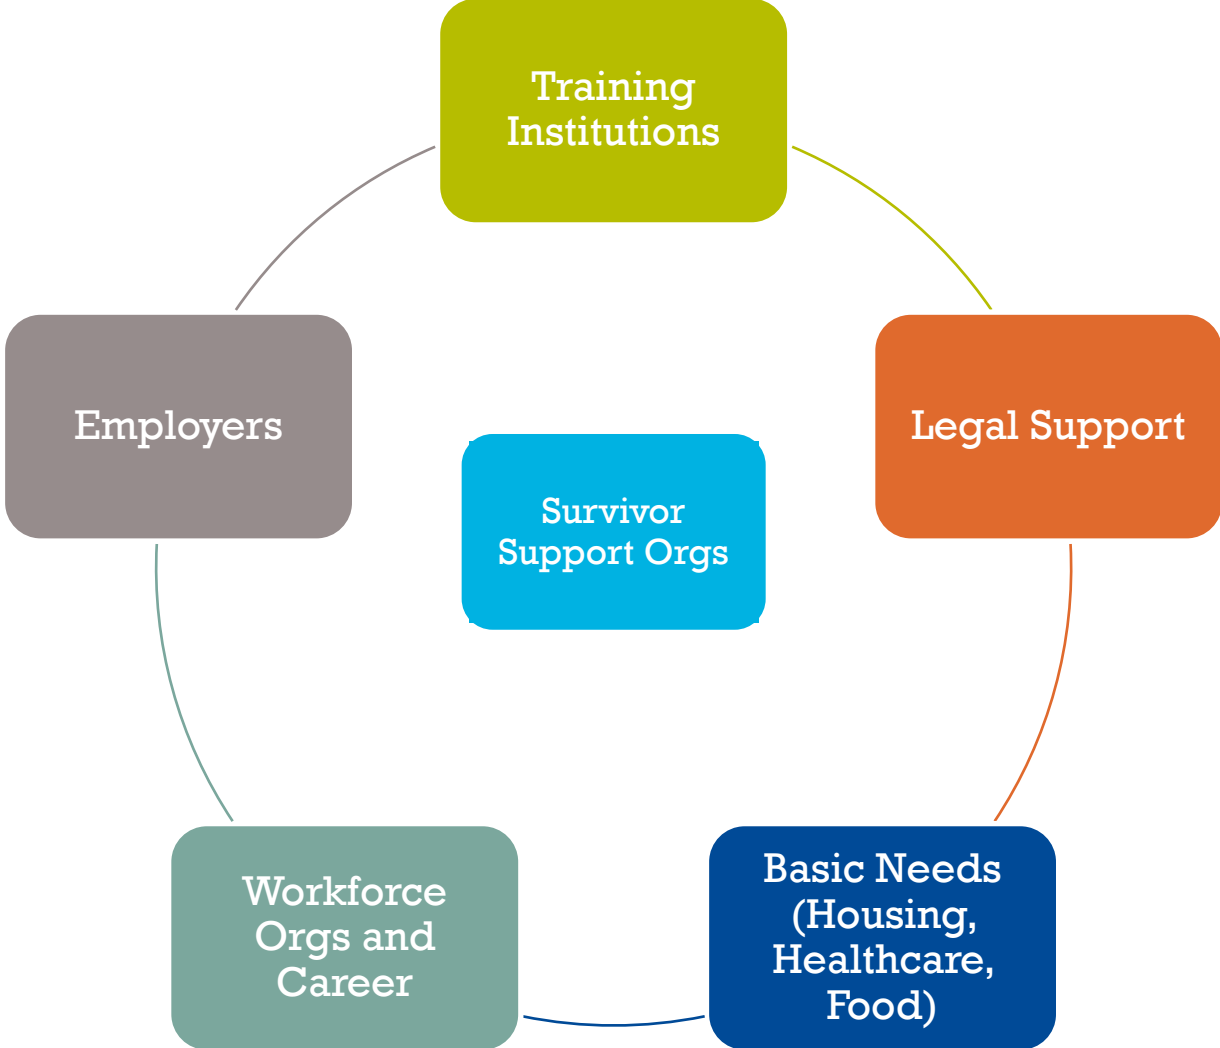 Training
Institutions
Employers
Legal Support
Survivor
Support Orgs
Workforce
Orgs and
Career
Basic Needs
(Housing,
Healthcare,
Food)